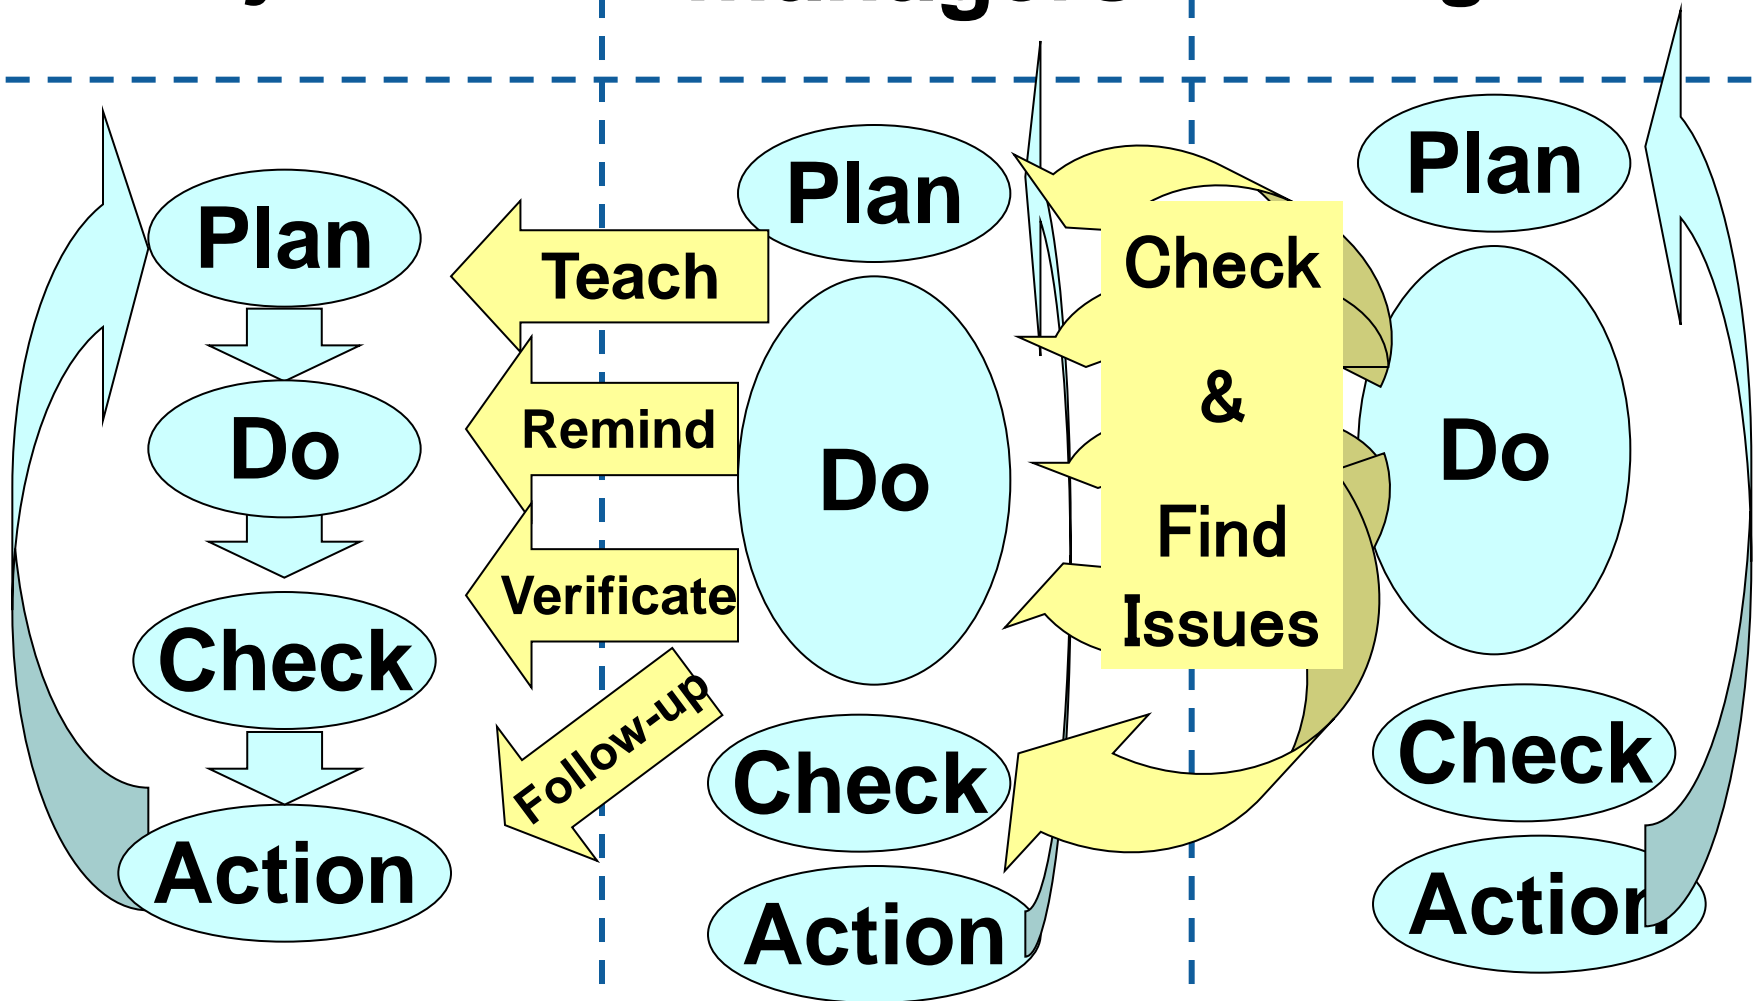 Managers
Plan
Do
Check
Action
Teach
Remind
Verificate
Follow-up
Plan
Do
Check
Action
Check
&
Find
Issues
Plan
Do
Check
Action